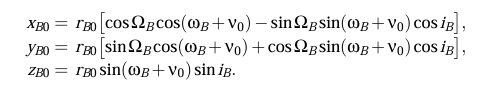 x_{B0} = r_{B0}[cos Ω_B cos(ω_B + ν_0) − sin Ω_B sin(ω_B + ν_0) cos i_B],
y_{B0} = r_{B0}[sin Ω_B cos(ω_B + ν_0) + cos Ω_B sin(ω_B + ν_0) cos i_B],
z_{B0} = r_{B0} sin(ω_B + ν_0) sin i_B.